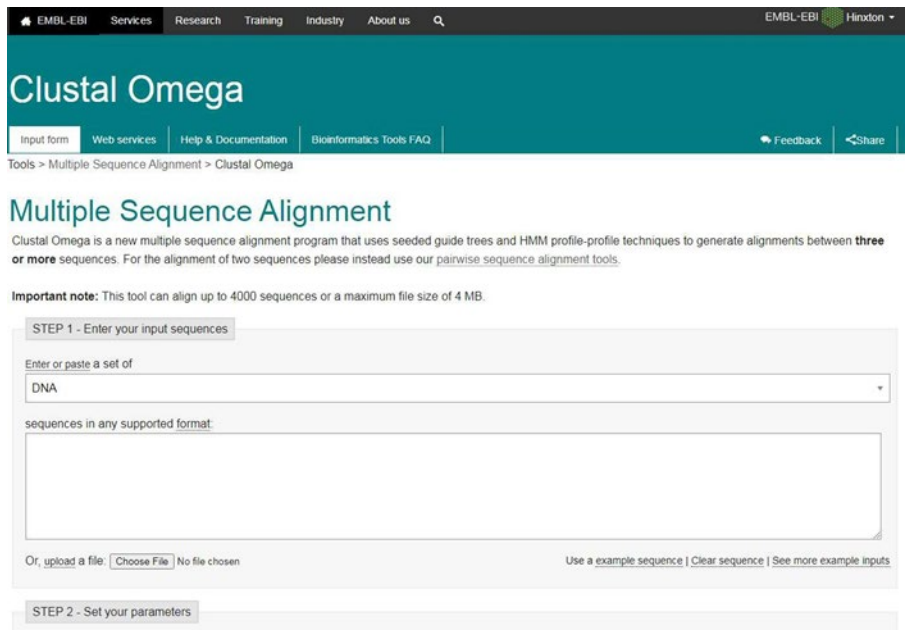 EMBL-EBI Services Research Training Industry About us EMBL-EBI Hinxton
Clustal Omega
Input form Web services Help & Documentation Bioinformatics Tools FAQ Feedback Share
Tools > Multiple Sequence Alignment > Clustal Omega
Multiple Sequence Alignment
Clustal Omega is a new multiple sequence alignment program that uses seeded guide trees and HMM profile-profile techniques to generate alignments between three
or more sequences. For the alignment of two sequences please instead use our pairwise sequence alignment tools.
Important note: This tool can align up to 4000 sequences or a maximum file size of 4 MB.
STEP 1 - Enter your input sequences
Enter or paste a set of
DNA
sequences in any supported format:
Or, upload a file: Choose File No file chosen Use a example sequence | Clear sequence | See more example inputs
STEP 2 - Set your parameters